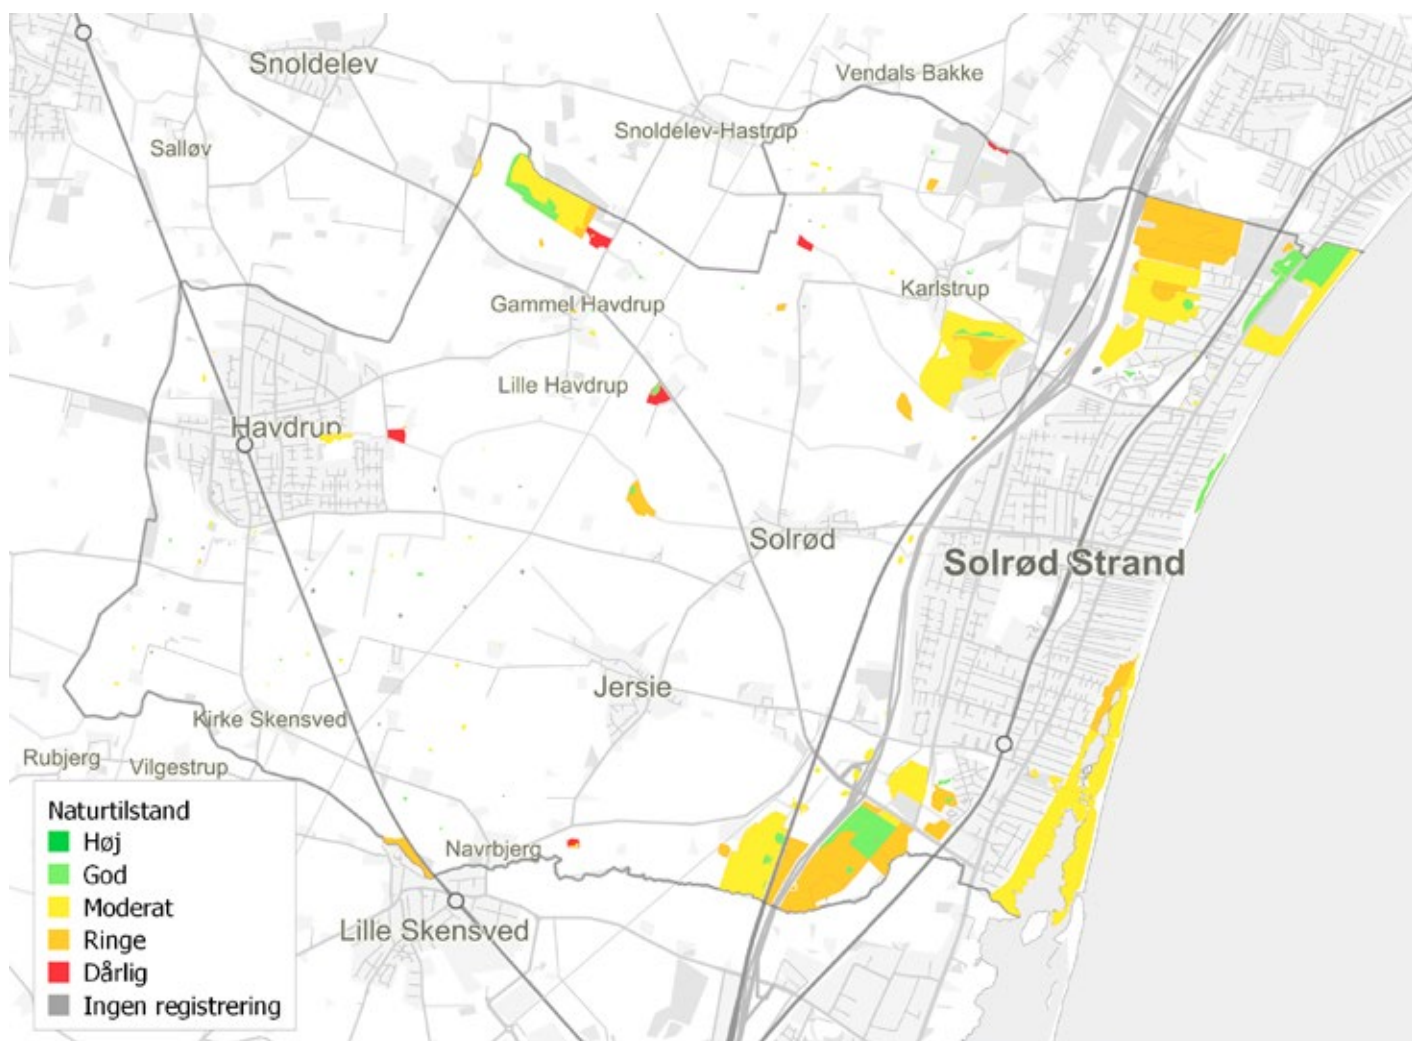 Snoldelev
Vendals Bakke
Snoldelev-Hastrup
Salløv
Karlstrup
Gammel Havdrup
Lille Havdrup
Havdrup
Solrød
Solrød Strand
Jersie
Kirke Skensved
Rubjerg
Vilgestrup
Navrbjerg
Lille Skensved
Naturtilstand
Høj
God
Moderat
Ringe
Dårlig
Ingen registrering